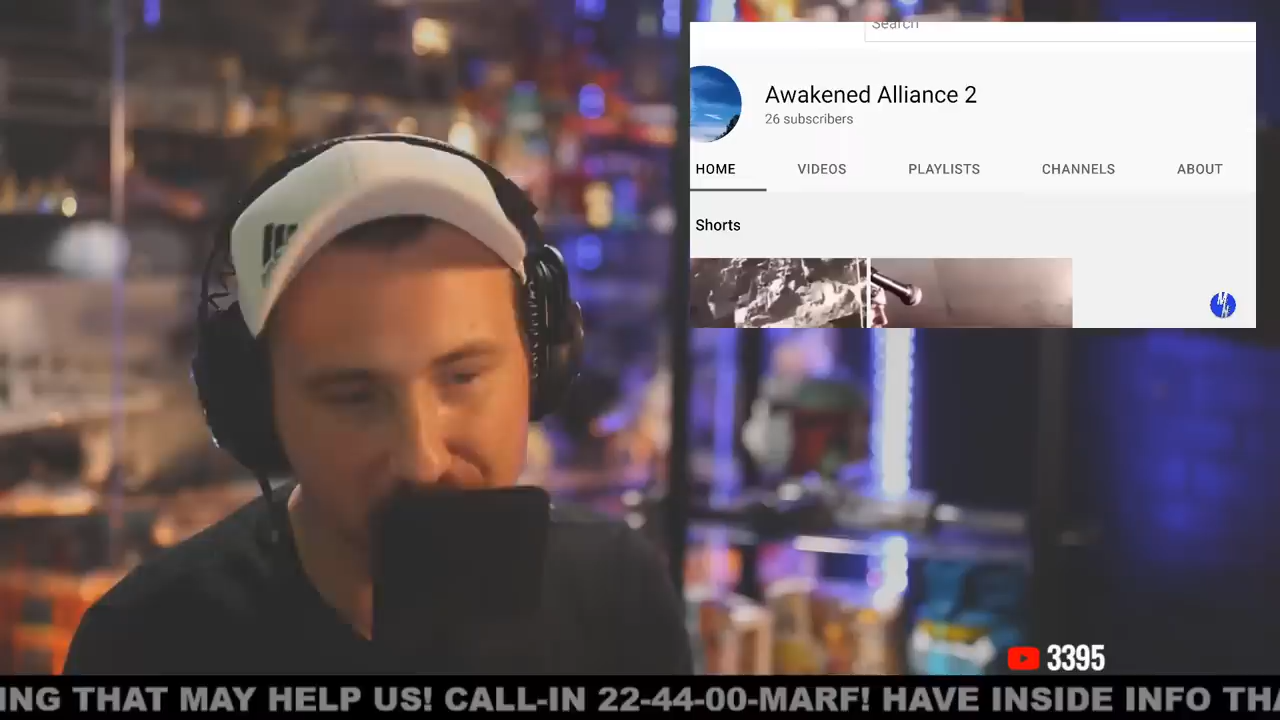 Search
Awakened Alliance 2
26 subscribers
HOME VIDEOS PLAYLISTS CHANNELS ABOUT
Shorts
3395
ING THAT MAY HELP US! CALL-IN 22-44-00-MARF! HAVE INSIDE INFO THA